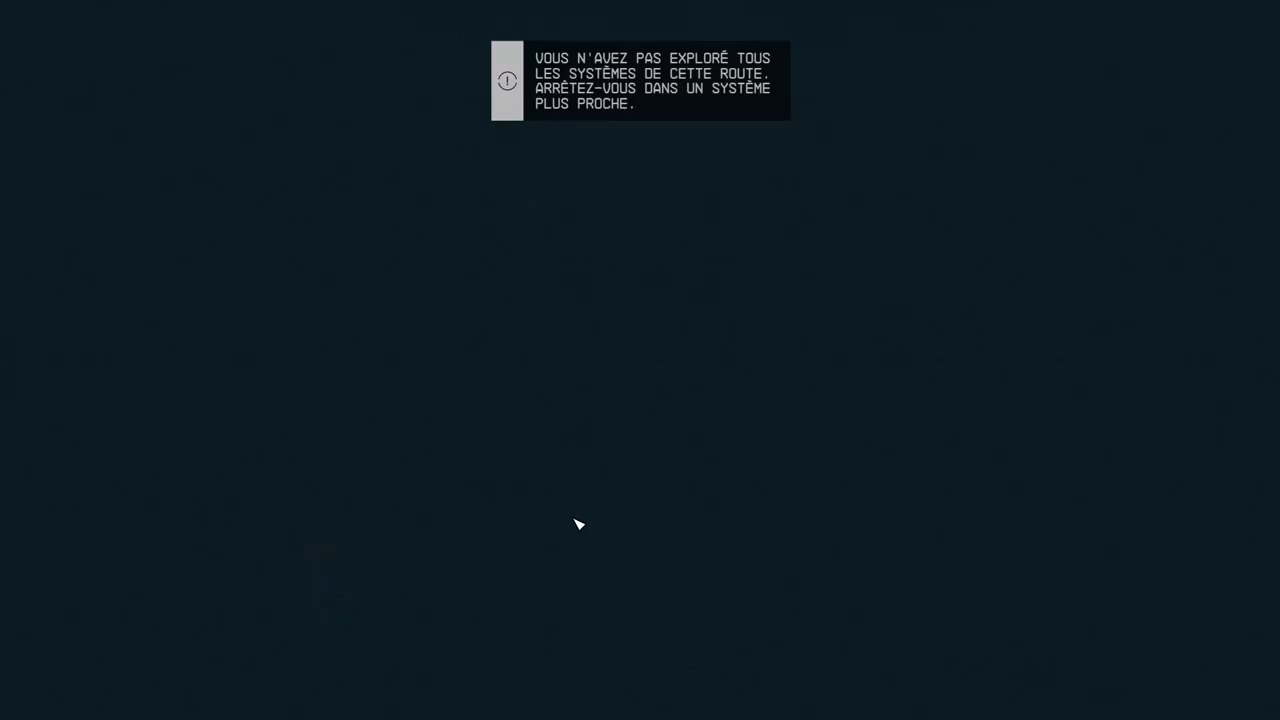 VOUS N'AVEZ PAS EXPLORÉ TOUS
LES SYSTÈMES DE CETTE ROUTE.
ARRÊTEZ-VOUS DANS UN SYSTÈME
PLUS PROCHE.